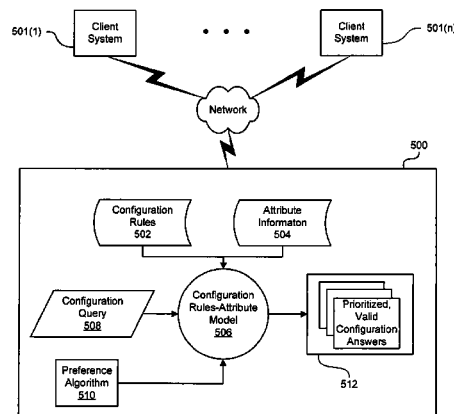 501(1)
Client
System
. . .
Client
System
501(n)
Network
500
Configuration
Rules
502
Attribute
Informaton
504
Configuration
Query
508
Configuration
Rules-Attribute
Model
506
Prioritized,
Valid
Configuration
Answers
512
Preference
Algorithm
510